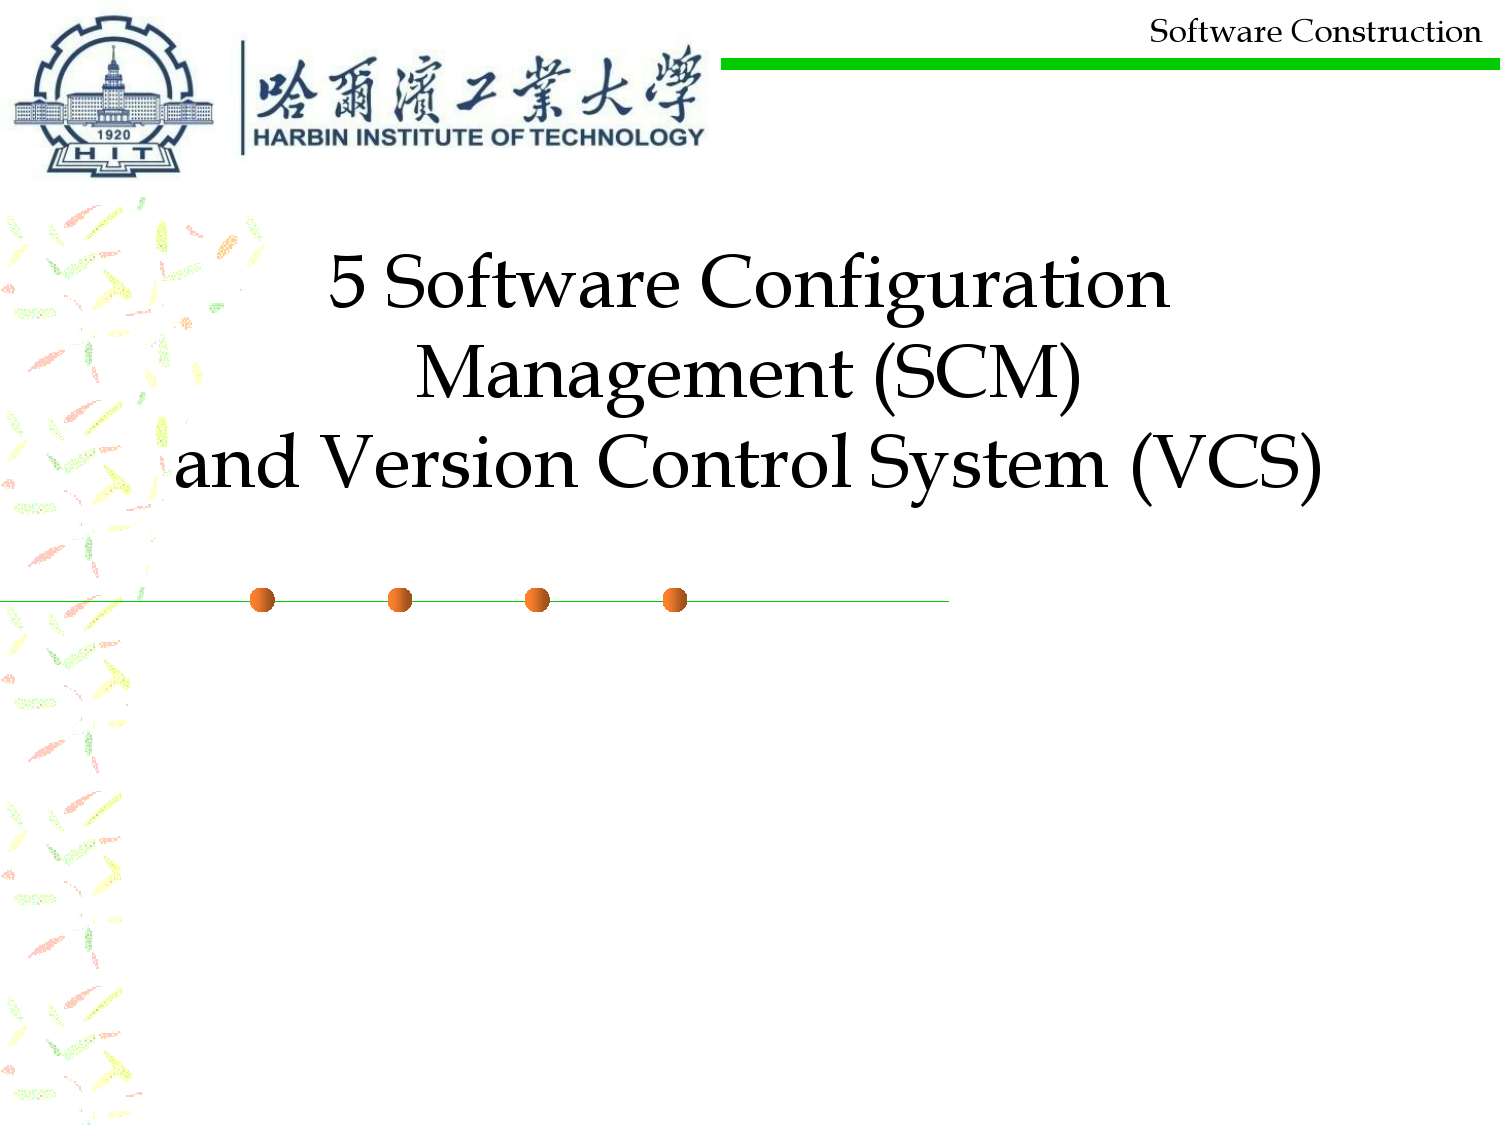 Software Construction
哈爾濱工業大學
HARBIN INSTITUTE OF TECHNOLOGY
1920
HIT
5 Software Configuration
Management (SCM)
and Version Control System (VCS)